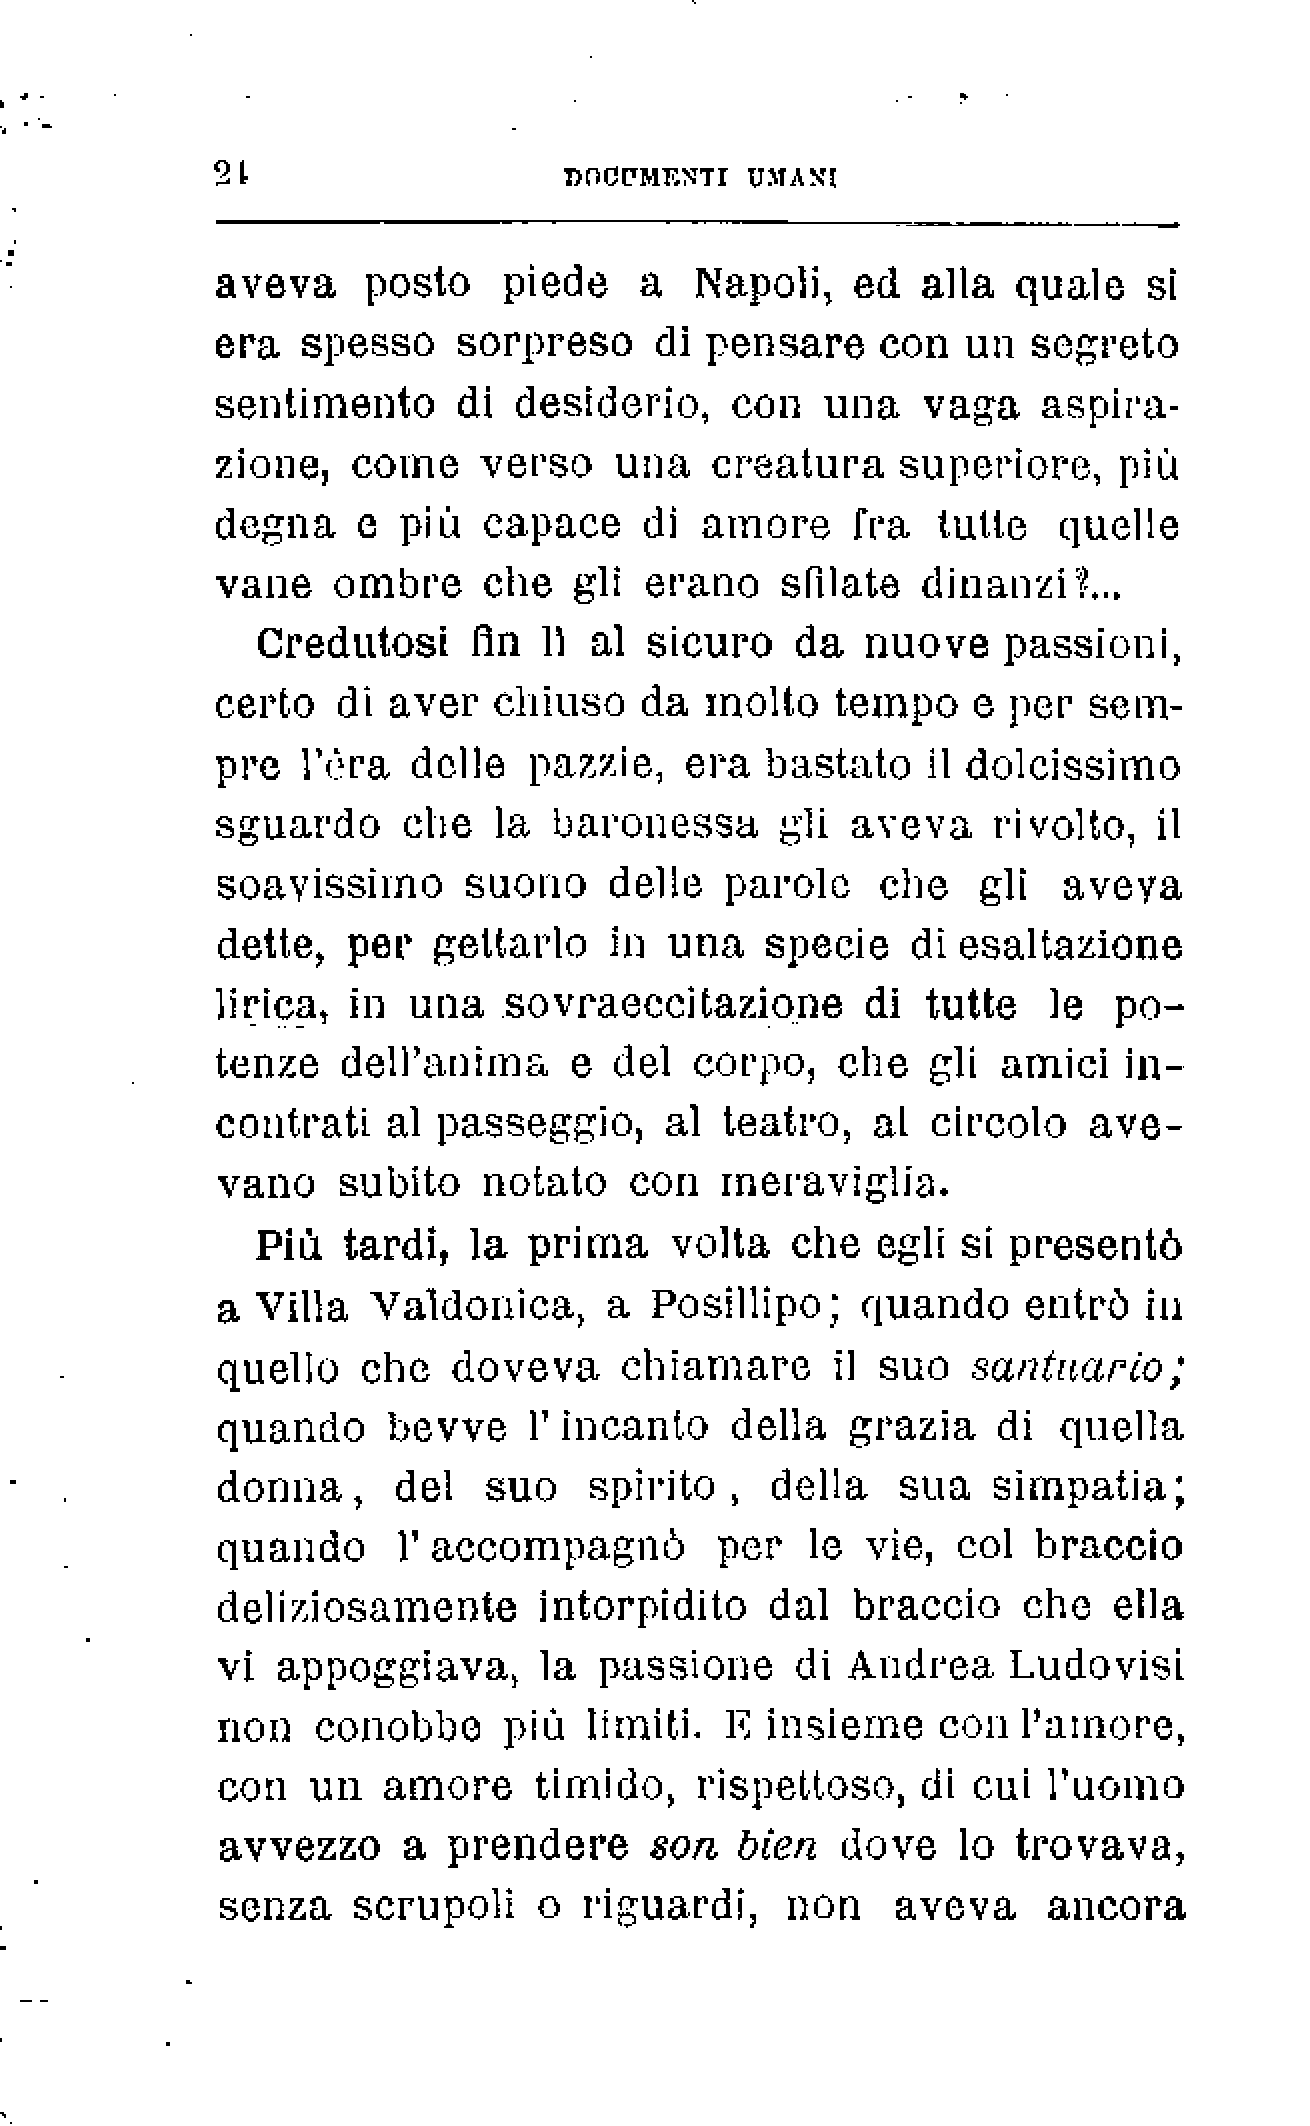 24 DOCUMENTI UMANI
aveva posto piede a Napoli, ed alla quale si
era spesso sorpreso di pensare con un segreto
sentimento di desiderio, con una vaga aspira-
zione, come verso una creatura superiore, più
degna e più capace di amore fra tutte quelle
vane ombre che gli erano sfilate dinanzi?...
Credutosi fin lì al sicuro da nuove passioni,
certo di aver chiuso da molto tempo e per sem-
pre l'èra delle pazzie, era bastato il dolcissimo
sguardo che la baronessa gli aveva rivolto, il
soavissimo suono delle parole che gli aveva
dette, per gettarlo in una specie di esaltazione
lirica, in una sovraeccitazione di tutte le po-
tenze dell'anima e del corpo, che gli amici in-
contrati al passeggio, al teatro, al circolo ave-
vano subito notato con meraviglia.
Più tardi, la prima volta che egli si presentò
a Villa Valdonica, a Posillipo; quando entrò in
quello che doveva chiamare il suo santuario;
quando bevve l'incanto della grazia di quella
donna, del suo spirito, della sua simpatia;
quando l'accompagnò per le vie, col braccio
deliziosamente intorpidito dal braccio che ella
vi appoggiava, la passione di Andrea Ludovisi
non conobbe più limiti. E insieme con l'amore,
con un amore timido, rispettoso, di cui l'uomo
avvezzo a prendere son bien dove lo trovava,
senza scrupoli o riguardi, non aveva ancora